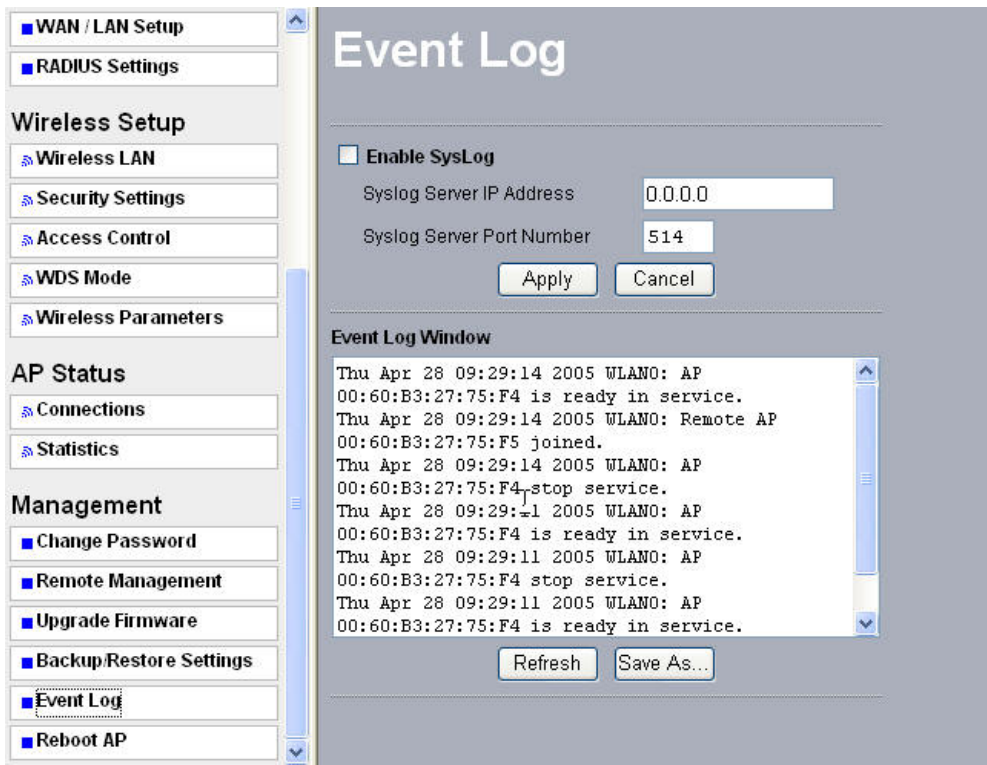 WAN / LAN Setup
RADIUS Settings
Wireless Setup
Wireless LAN
Security Settings
Access Control
WDS Mode
Wireless Parameters
AP Status
Connections
Statistics
Management
Change Password
Remote Management
Upgrade Firmware
Backup/Restore Settings
Event Log
Reboot AP
Event Log
Enable SysLog
Syslog Server IP Address 0.0.0.0
Syslog Server Port Number 514
Apply Cancel
Event Log Window
Thu Apr 28 09:29:14 2005 WLAN0: AP
00:60:B3:27:75:F4 is ready in service.
Thu Apr 28 09:29:14 2005 WLAN0: Remote AP
00:60:B3:27:75:F5 joined.
Thu Apr 28 09:29:14 2005 WLAN0: AP
00:60:B3:27:75:F4 stop service.
Thu Apr 28 09:29:11 2005 WLAN0: AP
00:60:B3:27:75:F4 is ready in service.
Thu Apr 28 09:29:11 2005 WLAN0: AP
00:60:B3:27:75:F4 stop service.
Thu Apr 28 09:29:11 2005 WLAN0: AP
00:60:B3:27:75:F4 is ready in service.
Refresh Save As...